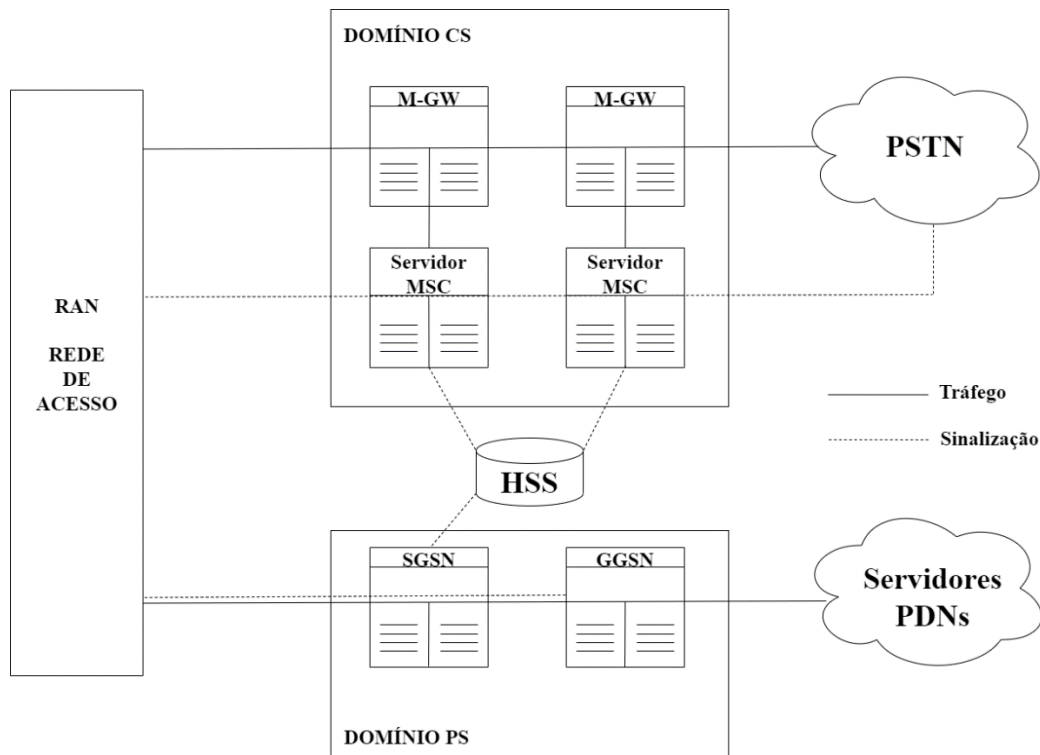 DOMÍNIO CS
M-GW
M-GW
PSTN
Servidor
MSC
Servidor
MSC
RAN
REDE
DE
ACESSO
Tráfego
Sinalização
HSS
SGSN
GGSN
Servidores
PDNs
DOMÍNIO PS